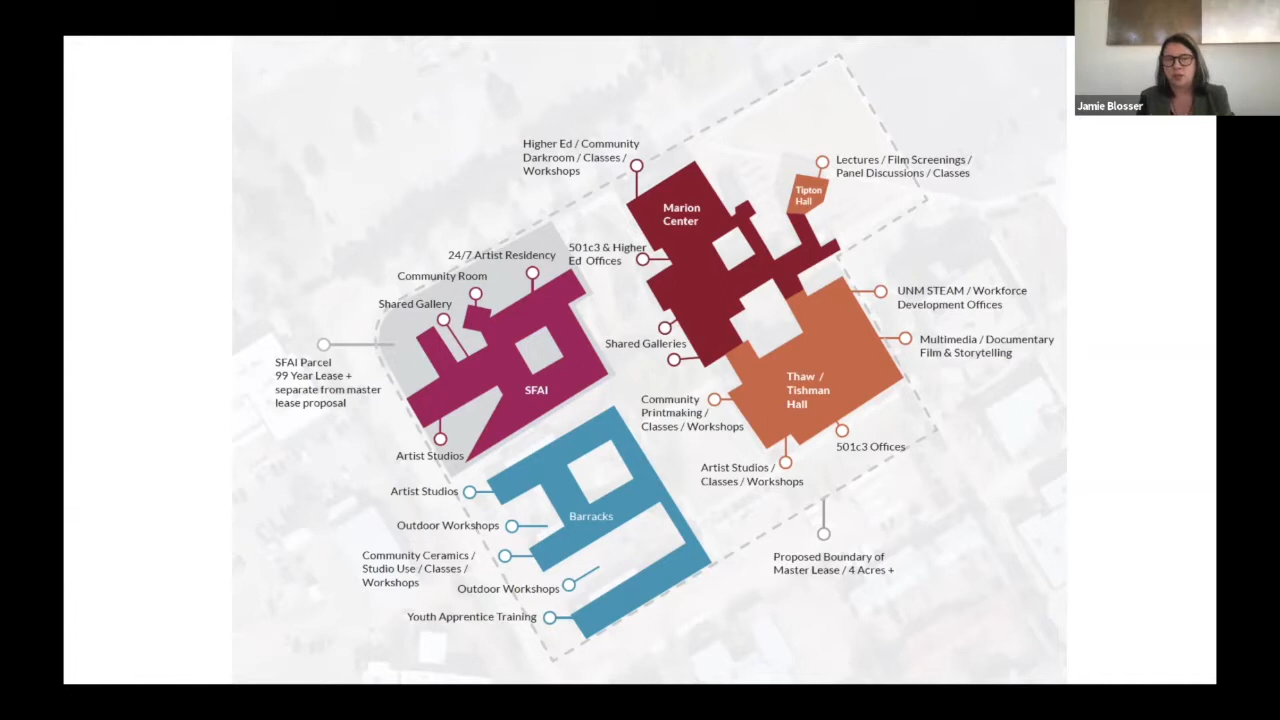 Jamie Blosser
Higher Ed / Community
Darkroom / Classes /
Workshops
Lectures / Film Screenings /
Panel Discussions / Classes
Tipton
Hall
Marion
Center
501c3 & Higher
Ed Offices
24/7 Artist Residency
Community Room
Shared Gallery
UNM STEAM / Workforce
Development Offices
Multimedia / Documentary
Film & Storytelling
Shared Galleries
SFAI Parcel
99 Year Lease +
separate from master
lease proposal
SFAI
Thaw /
Tishman
Hall
Community
Printmaking /
Classes / Workshops
501c3 Offices
Artist Studios
Artist Studios /
Classes / Workshops
Artist Studios
Barracks
Outdoor Workshops
Community Ceramics /
Studio Use / Classes /
Workshops
Outdoor Workshops
Youth Apprentice Training
Proposed Boundary of
Master Lease / 4 Acres +